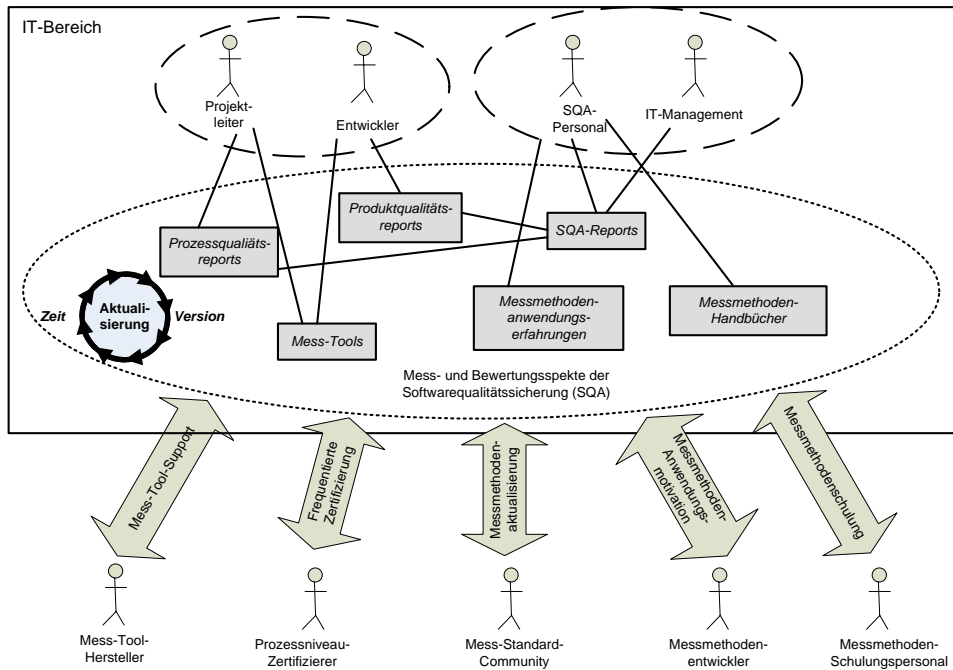 IT-Bereich
Projekt-
leiter
Entwickler
SQA-
Personal
IT-Management
Prozessqualiäts-
reports
Produktqualitäts-
reports
SQA-Reports
Zeit
Aktuali-
sierung
Version
Mess-Tools
Messmethoden-
anwendungs-
erfahrungen
Messmethoden-
Handbücher
Mess- und Bewertungsspekte der
Softwarequalitätssicherung (SQA)
Mess-Tool-Support
Frequentierte
Zertifizierung
Messmethoden-
aktualisierung
Messmethoden-
Anwendungs-
motivation
Messmethodenschulung
Mess-Tool-
Hersteller
Prozessniveau-
Zertifizierer
Mess-Standard-
Community
Messmethoden-
entwickler
Messmethoden-
Schulungspersonal